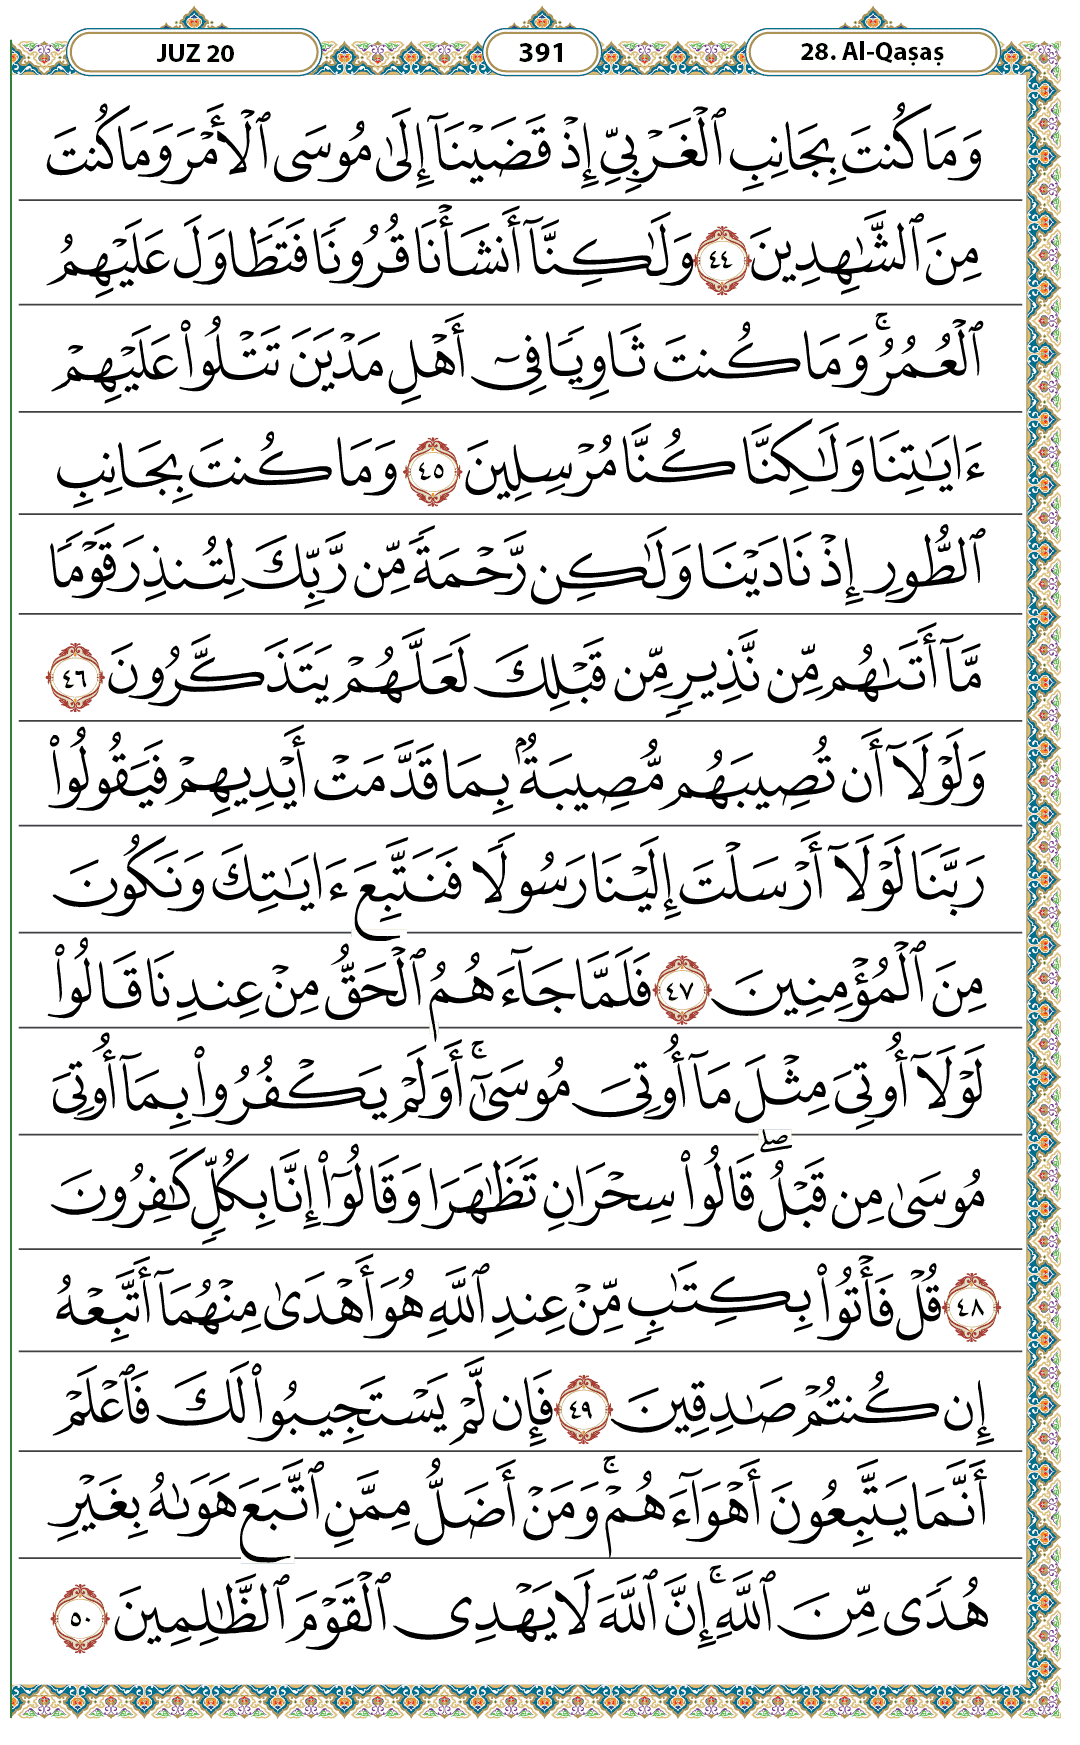 JUZ 20 391 28. Al-Qaṣaṣ
وَمَا كُنتَ بِجَانِبِ ٱلْغَرْبِىِّ إِذْ قَضَيْنَآ إِلَىٰ مُوسَى ٱلْأَمْرَ وَمَا كُنتَ
مِنَ ٱلشَّـٰهِدِينَ ٤٤ وَلَـٰكِنَّآ أَنشَأْنَا قُرُونًا فَتَطَاوَلَ عَلَيْهِمُ
ٱلْعُمُرُ ۚ وَمَا كُنتَ ثَاوِيًا فِىٓ أَهْلِ مَدْيَنَ تَتْلُوا۟ عَلَيْهِمْ
ءَايَـٰتِنَا وَلَـٰكِنَّا كُنَّا مُرْسِلِينَ ٤٥ وَمَا كُنتَ بِجَانِبِ
ٱلطُّورِ إِذْ نَادَيْنَا وَلَـٰكِن رَّحْمَةً مِّن رَّبِّكَ لِتُنذِرَ قَوْمًا
مَّآ أَتَىٰهُم مِّن نَّذِيرٍ مِّن قَبْلِكَ لَعَلَّهُمْ يَتَذَكَّرُونَ ٤٦
وَلَوْلَآ أَن تُصِيبَهُم مُّصِيبَةٌۢ بِمَا قَدَّمَتْ أَيْدِيهِمْ فَيَقُولُوا۟
رَبَّنَا لَوْلَآ أَرْسَلْتَ إِلَيْنَا رَسُولًا فَنَتَّبِعَ ءَايَـٰتِكَ وَنَكُونَ
مِنَ ٱلْمُؤْمِنِينَ ٤٧ فَلَمَّا جَآءَهُمُ ٱلْحَقُّ مِنْ عِندِنَا قَالُوا۟
لَوْلَآ أُوتِىَ مِثْلَ مَآ أُوتِىَ مُوسَىٰٓ ۚ أَوَلَمْ يَكْفُرُوا۟ بِمَآ أُوتِىَ
مُوسَىٰ مِن قَبْلُ ۖ قَالُوا۟ سِحْرَانِ تَظَـٰهَرَا وَقَالُوٓا۟ إِنَّا بِكُلٍّ كَـٰفِرُونَ
٤٨ قُلْ فَأْتُوا۟ بِكِتَـٰبٍ مِّنْ عِندِ ٱللَّهِ هُوَ أَهْدَىٰ مِنْهُمَآ أَتَّبِعْهُ
إِن كُنتُمْ صَـٰدِقِينَ ٤٩ فَإِن لَّمْ يَسْتَجِيبُوا۟ لَكَ فَٱعْلَمْ
أَنَّمَا يَتَّبِعُونَ أَهْوَآءَهُمْ ۚ وَمَنْ أَضَلُّ مِمَّنِ ٱتَّبَعَ هَوَىٰهُ بِغَيْرِ
هُدًى مِّنَ ٱللَّهِ ۚ إِنَّ ٱللَّهَ لَا يَهْدِى ٱلْقَوْمَ ٱلظَّـٰلِمِينَ ٥٠